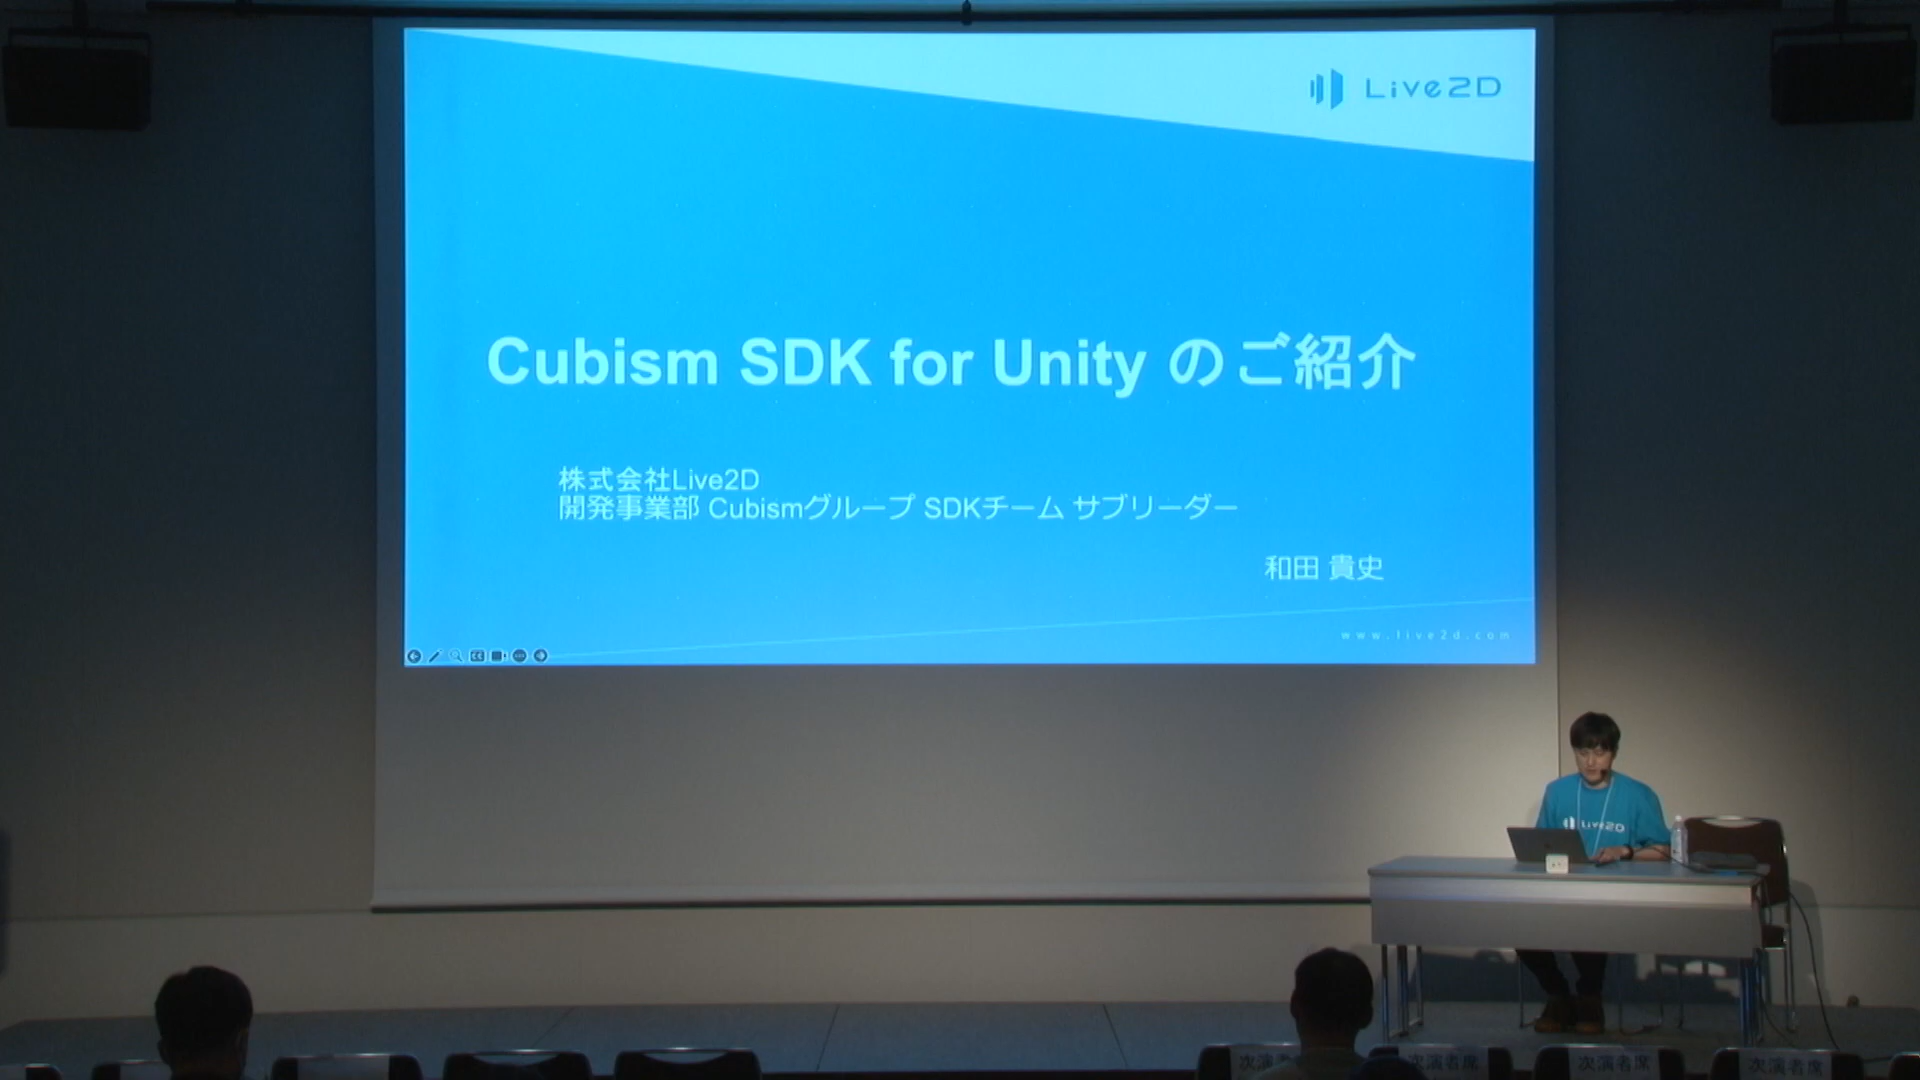 Live2D
Cubism SDK for Unity のご紹介
株式会社Live2D
開発事業部 Cubismグループ SDKチーム サブリーダー
和田 貴史
www.live2d.com
Live2D
次演者席
次演者席
次演者席